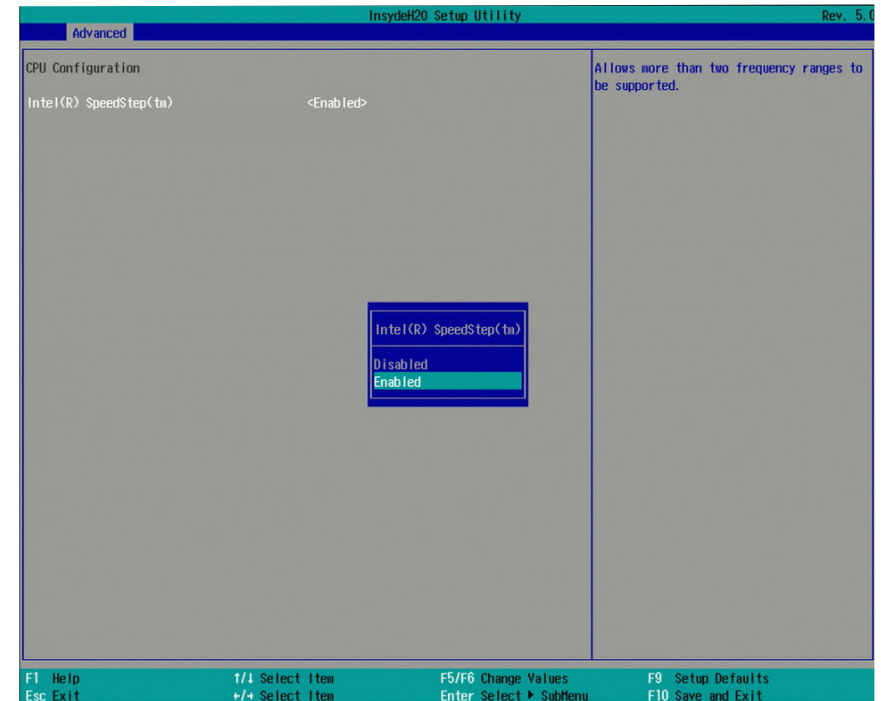 InsydeH20 Setup Utility Rev. 5.0
Advanced
CPU Configuration
Intel(R) SpeedStep(tm) <Enabled>
Allows more than two frequency ranges to
be supported.
Intel(R) SpeedStep(tm)
Disabled
Enabled
F1 Help ↑/↓ Select Item F5/F6 Change Values F9 Setup Defaults
Esc Exit ←/→ Select Item Enter Select ▶ SubMenu F10 Save and Exit